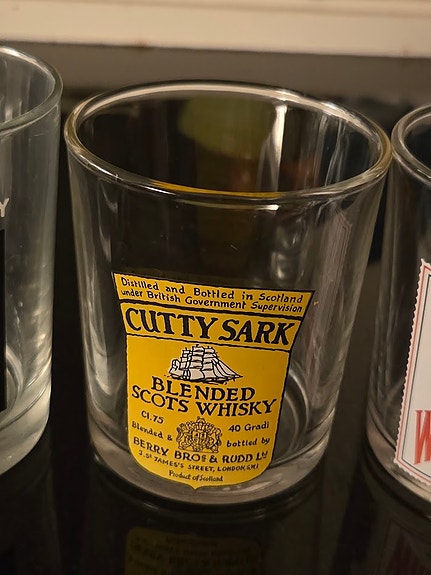 Y
Distilled and Bottled in Scotland
under British Government Supervision
CUTTY SARK
BLENDED
SCOTS WHISKY
Cl. 75 40 Gradi
Blended & bottled by
BERRY BROS & RUDD LTD
3, ST JAMES'S STREET, LONDON, S.W.1
Product of Scotland
W